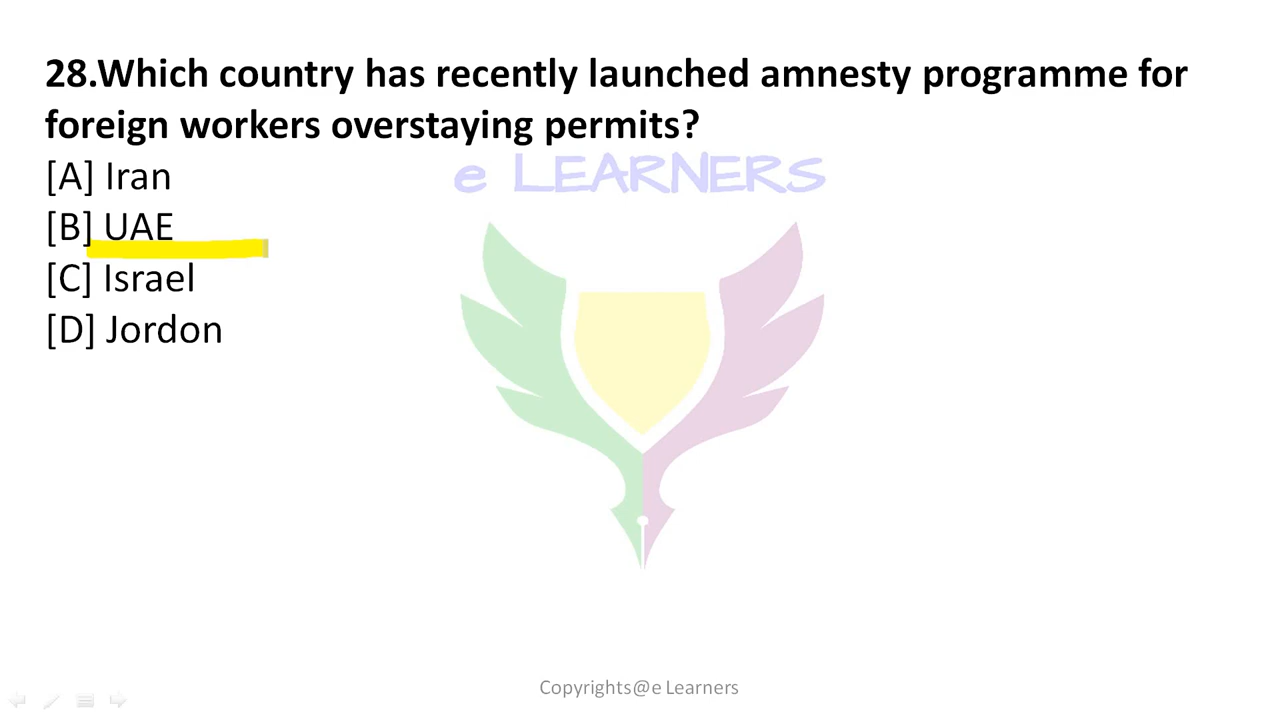 28.Which country has recently launched amnesty programme for
foreign workers overstaying permits?
e LEARNERS
[A] Iran
[B] UAE
[C] Israel
[D] Jordon
Copyrights@e Learners